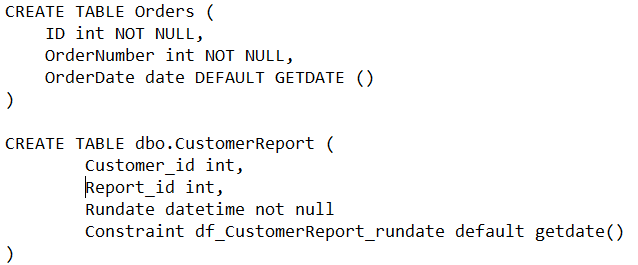 CREATE TABLE Orders (
    ID int NOT NULL,
    OrderNumber int NOT NULL,
    OrderDate date DEFAULT GETDATE ()
)

CREATE TABLE dbo.CustomerReport (
        Customer_id int,
        Report_id int,
        Rundate datetime not null
        Constraint df_CustomerReport_rundate default getdate()
)